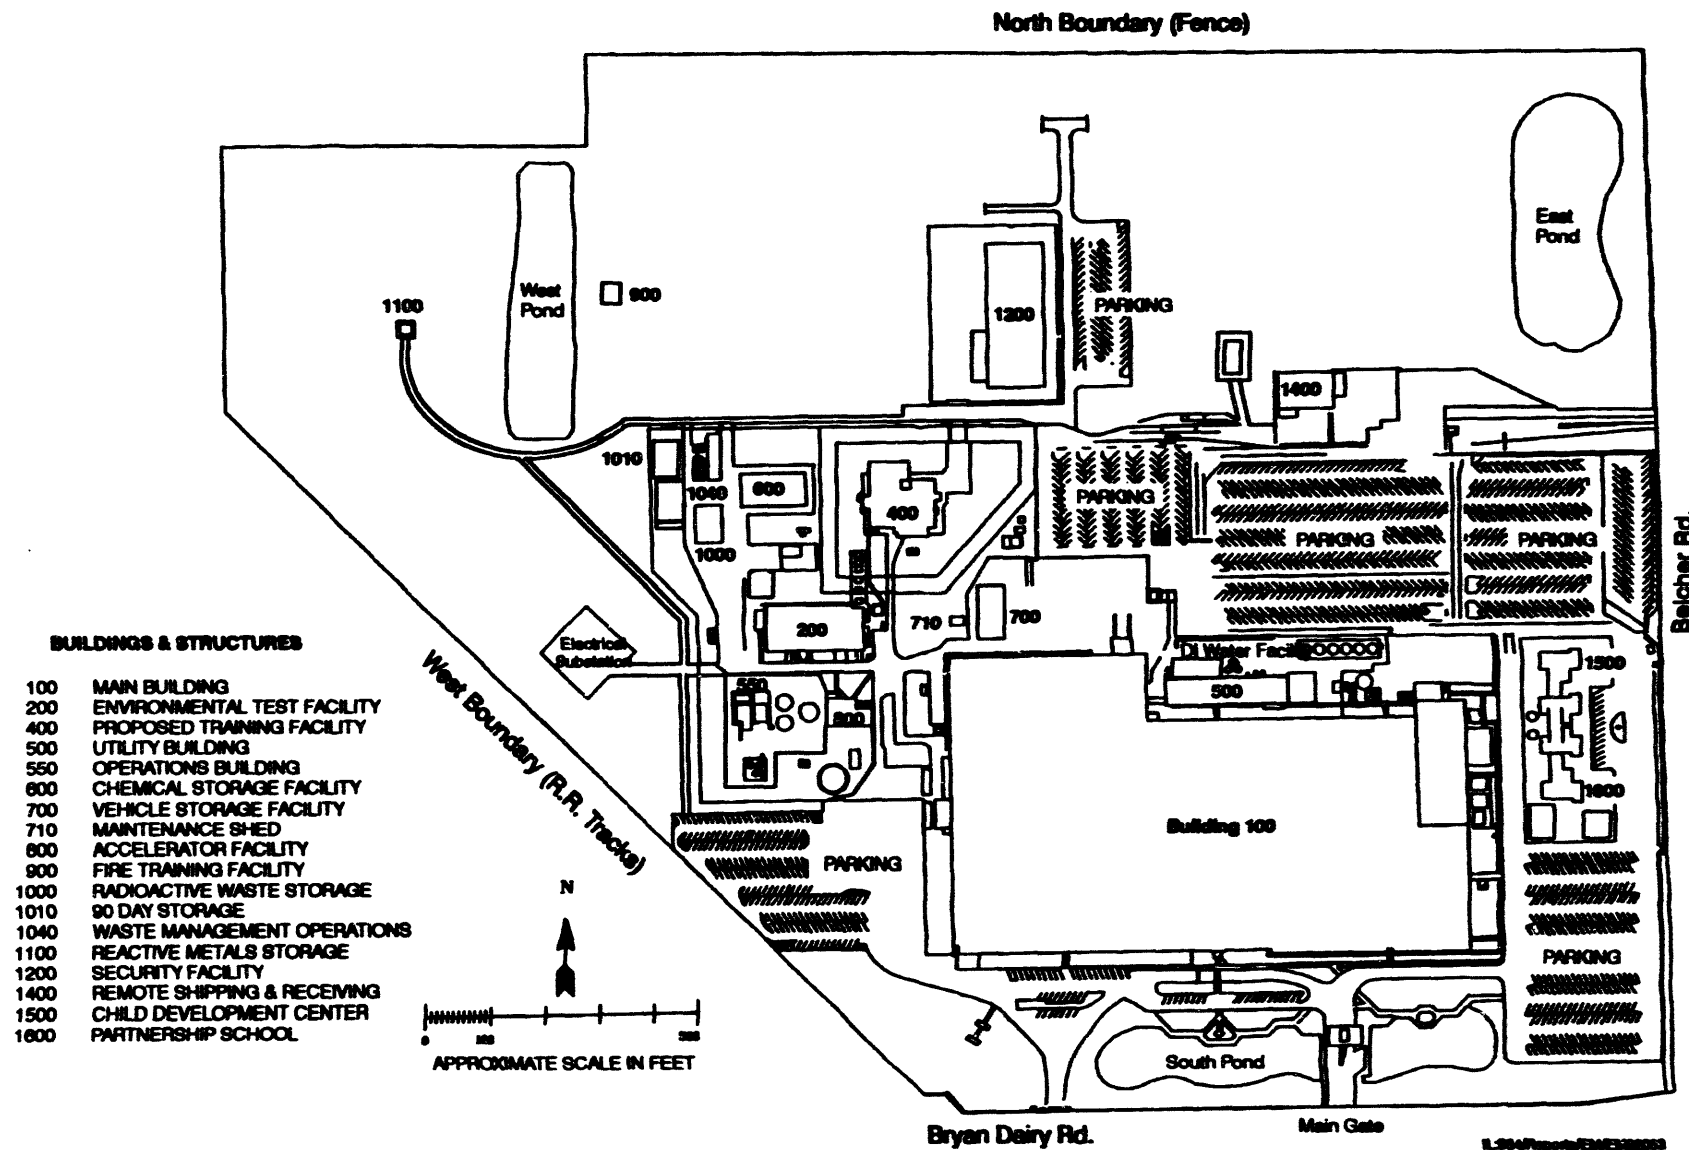 North Boundary (Fence)
East
Pond
West
Pond
900
1100
1200
PARKING
1400
1010
1040
600
400
PARKING
1000
PARKING
PARKING
Belcher Rd.
200
710
700
Electrical
Substation
DI Water Facility
1500
550
500
800
West Boundary (R.R. Tracks)
1600
Building 100
PARKING
PARKING
BUILDINGS & STRUCTURES
100 MAIN BUILDING
200 ENVIRONMENTAL TEST FACILITY
400 PROPOSED TRAINING FACILITY
500 UTILITY BUILDING
550 OPERATIONS BUILDING
600 CHEMICAL STORAGE FACILITY
700 VEHICLE STORAGE FACILITY
710 MAINTENANCE SHED
800 ACCELERATOR FACILITY
900 FIRE TRAINING FACILITY
1000 RADIOACTIVE WASTE STORAGE
1010 90 DAY STORAGE
1040 WASTE MANAGEMENT OPERATIONS
1100 REACTIVE METALS STORAGE
1200 SECURITY FACILITY
1400 REMOTE SHIPPING & RECEIVING
1500 CHILD DEVELOPMENT CENTER
1600 PARTNERSHIP SCHOOL
N
0
APPROXIMATE SCALE IN FEET
South Pond
Main Gate
Bryan Dairy Rd.